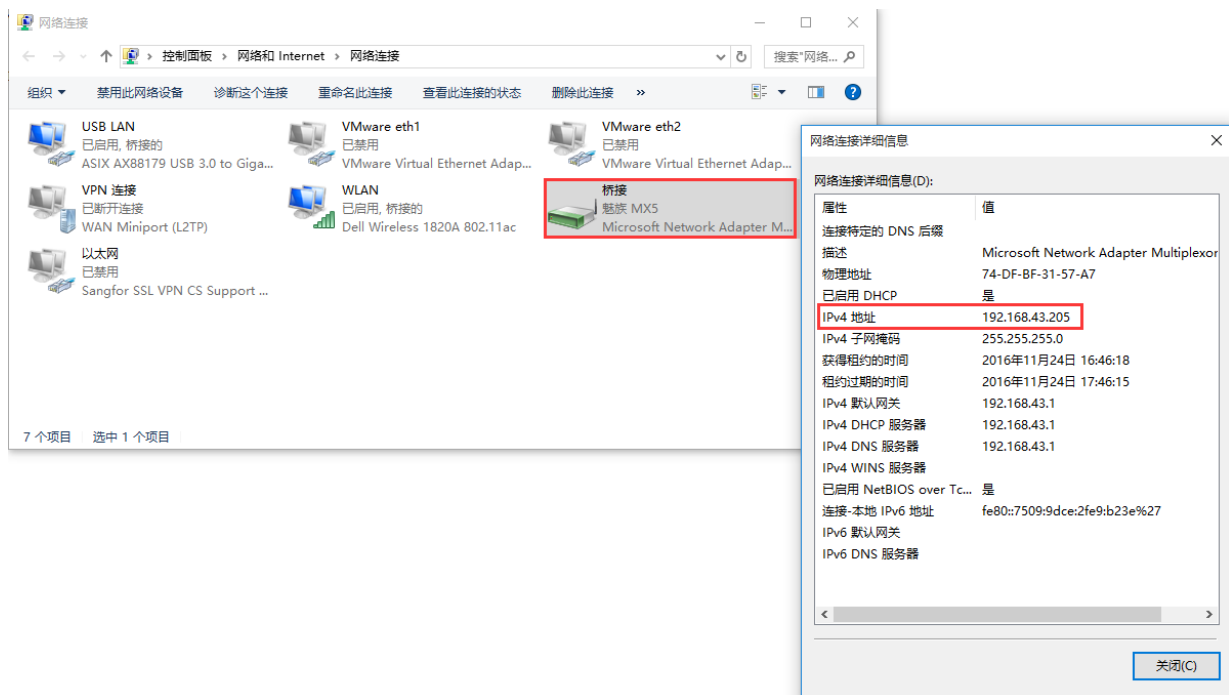 网络连接
控制面板 › 网络和 Internet › 网络连接
搜索"网络...
组织 禁用此网络设备 诊断这个连接 重命名此连接 查看此连接的状态 删除此连接 »
USB LAN
已启用, 桥接的
ASIX AX88179 USB 3.0 to Giga...
VMware eth1
已禁用
VMware Virtual Ethernet Adap...
VMware eth2
已禁用
VMware Virtual Ethernet Adap...
VPN 连接
已断开连接
WAN Miniport (L2TP)
WLAN
已启用, 桥接的
Dell Wireless 1820A 802.11ac
桥接
魅族 MX5
Microsoft Network Adapter M...
以太网
已禁用
Sangfor SSL VPN CS Support ...
7 个项目 选中 1 个项目
网络连接详细信息
网络连接详细信息(D):
属性 值
连接特定的 DNS 后缀
描述 Microsoft Network Adapter Multiplexor
物理地址 74-DF-BF-31-57-A7
已启用 DHCP 是
IPv4 地址 192.168.43.205
IPv4 子网掩码 255.255.255.0
获得租约的时间 2016年11月24日 16:46:18
租约过期的时间 2016年11月24日 17:46:15
IPv4 默认网关 192.168.43.1
IPv4 DHCP 服务器 192.168.43.1
IPv4 DNS 服务器 192.168.43.1
IPv4 WINS 服务器
已启用 NetBIOS over Tc... 是
连接-本地 IPv6 地址 fe80::7509:9dce:2fe9:b23e%27
IPv6 默认网关
IPv6 DNS 服务器
关闭(C)